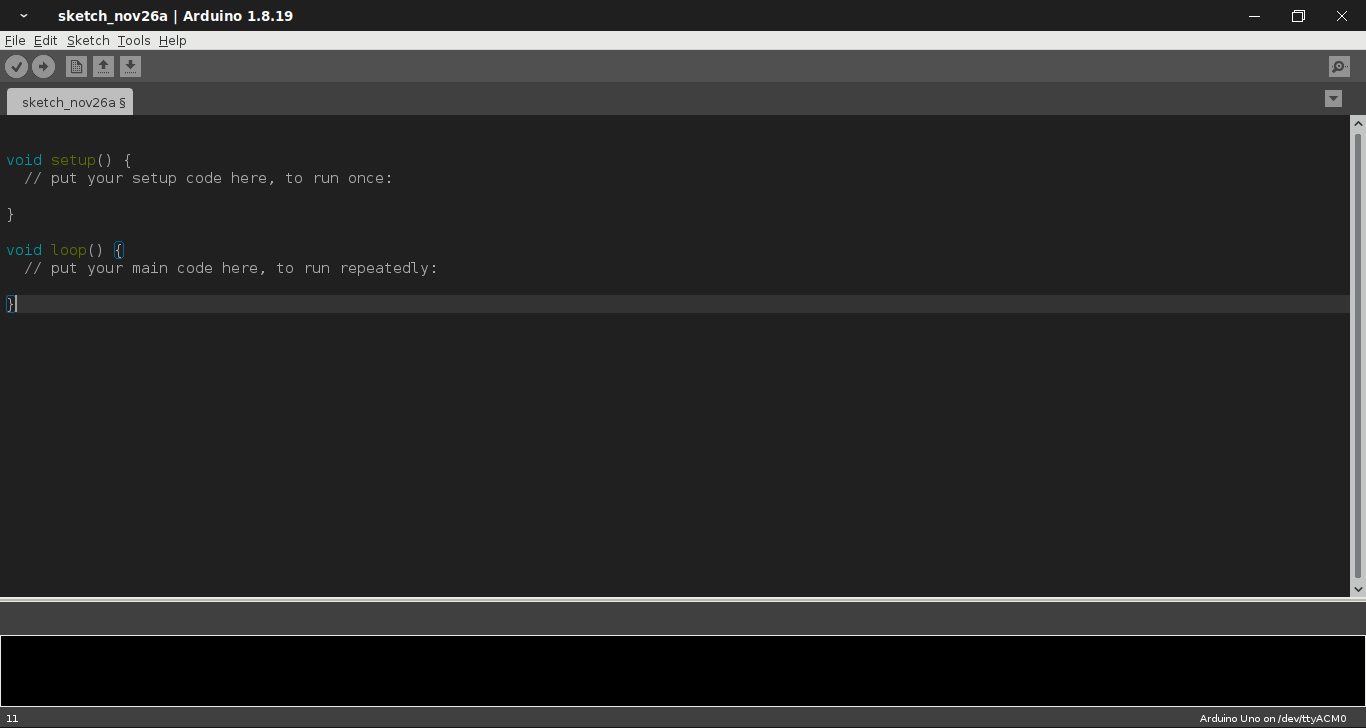 sketch_nov26a | Arduino 1.8.19
File Edit Sketch Tools Help
sketch_nov26a §
void setup() {
  // put your setup code here, to run once:
}
void loop() {
  // put your main code here, to run repeatedly:
}
11
Arduino Uno on /dev/ttyACM0